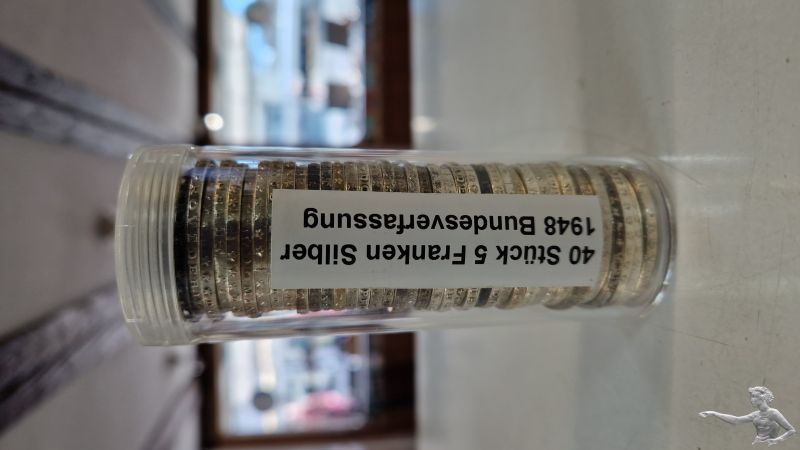 40 Stück 5 Franken Silber
1948 Bundesverfassung